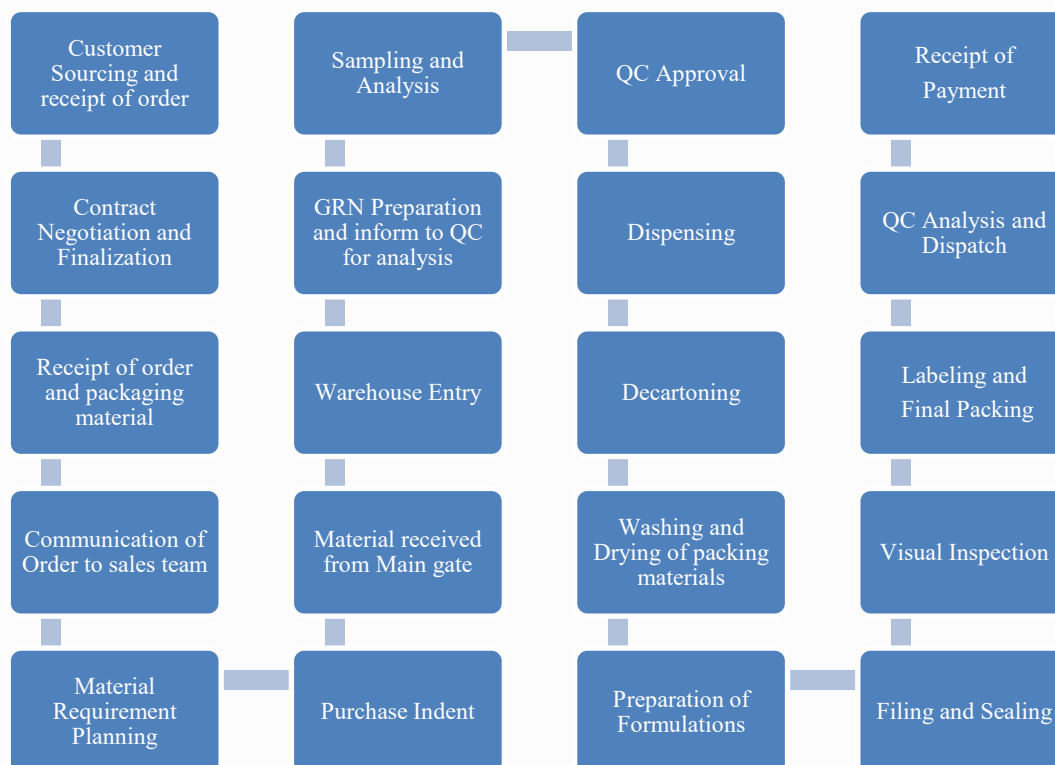 Customer
Sourcing and
receipt of order
Contract
Negotiation and
Finalization
Receipt of order
and packaging
material
Communication of
Order to sales team
Material
Requirement
Planning
Purchase Indent
Material received
from Main gate
Warehouse Entry
GRN Preparation
and inform to QC
for analysis
Sampling and
Analysis
QC Approval
Dispensing
Decartoning
Washing and
Drying of packing
materials
Preparation of
Formulations
Filing and Sealing
Visual Inspection
Labeling and
Final Packing
QC Analysis and
Dispatch
Receipt of
Payment